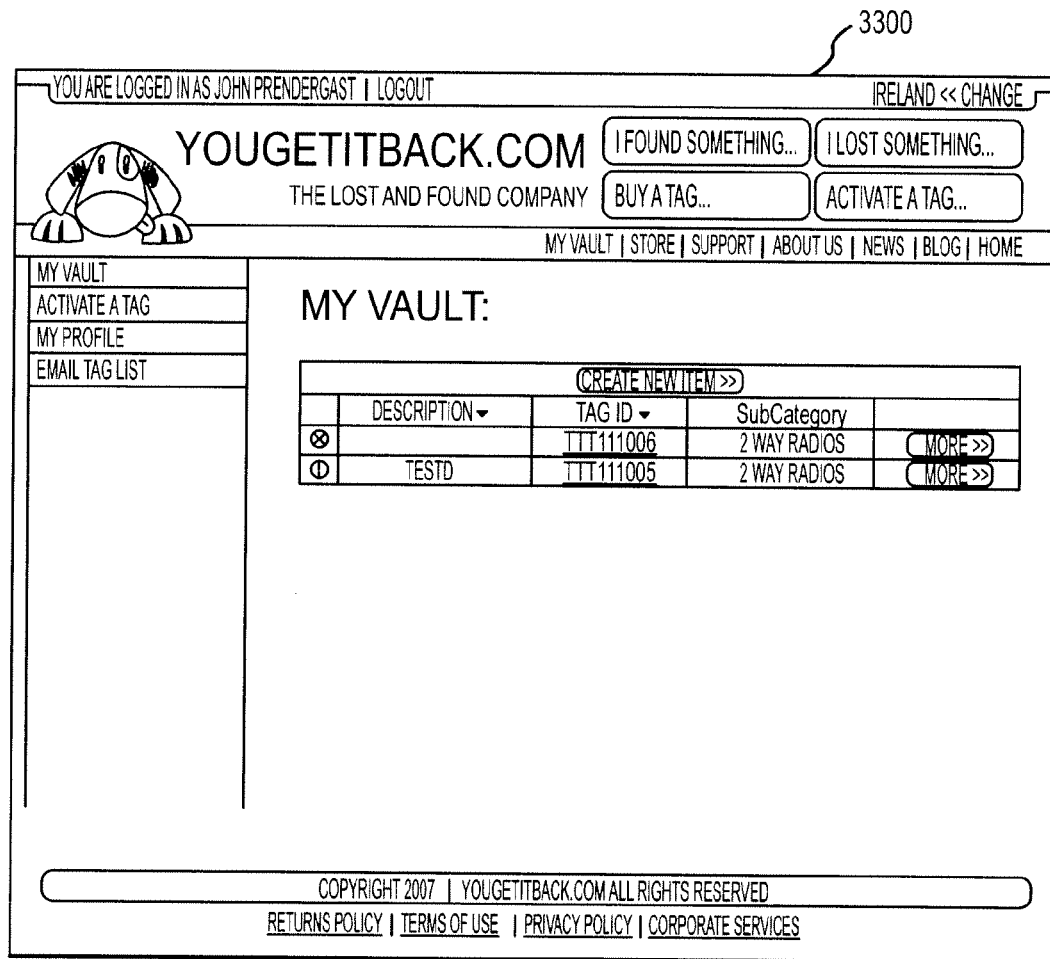 3300
YOU ARE LOGGED IN AS JOHN PRENDERGAST | LOGOUT
IRELAND << CHANGE
YOUGETITBACK.COM
THE LOST AND FOUND COMPANY
I FOUND SOMETHING...
I LOST SOMETHING...
BUY A TAG...
ACTIVATE A TAG...
MY VAULT | STORE | SUPPORT | ABOUT US | NEWS | BLOG | HOME
MY VAULT
ACTIVATE A TAG
MY PROFILE
EMAIL TAG LIST
MY VAULT:
CREATE NEW ITEM >>
DESCRIPTION TAG ID SubCategory
TTT111006 2 WAY RADIOS MORE >>
TESTD TTT111005 2 WAY RADIOS MORE >>
COPYRIGHT 2007 | YOUGETITBACK.COM ALL RIGHTS RESERVED
RETURNS POLICY | TERMS OF USE | PRIVACY POLICY | CORPORATE SERVICES